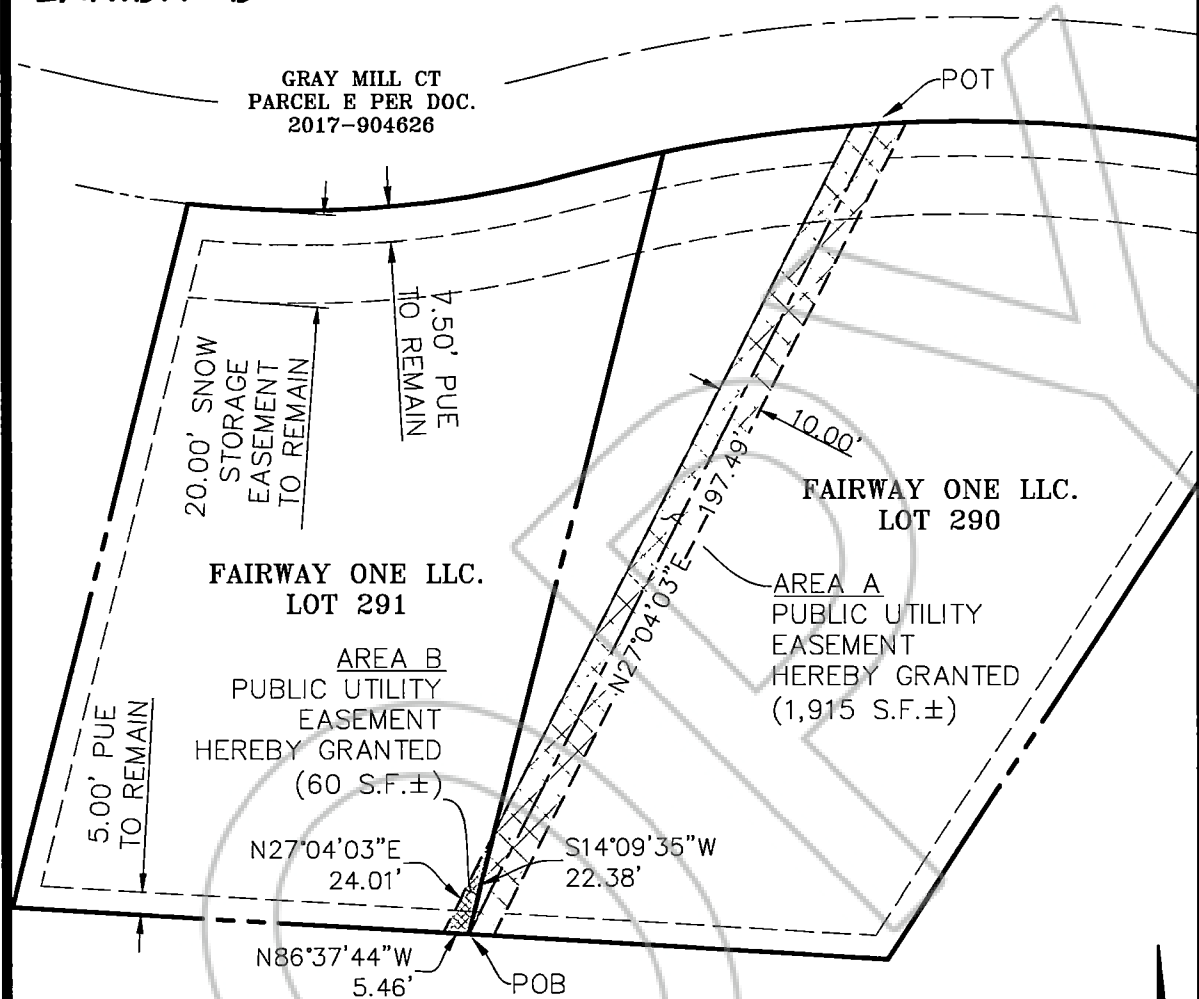 GRAY MILL CT
PARCEL E PER DOC.
2017-904626
POT
7.50' PUE
TO REMAIN
20.00' SNOW
STORAGE
EASEMENT
TO REMAIN
10.00'
N27°04'03"E 197.49'
FAIRWAY ONE LLC.
LOT 290
FAIRWAY ONE LLC.
LOT 291
AREA A
PUBLIC UTILITY
EASEMENT
HEREBY GRANTED
(1,915 S.F.±)
AREA B
PUBLIC UTILITY
EASEMENT
HEREBY GRANTED
(60 S.F.±)
5.00' PUE
TO REMAIN
N27°04'03"E
24.01'
S14°09'35"W
22.38'
N86°37'44"W
5.46'
POB
COPY